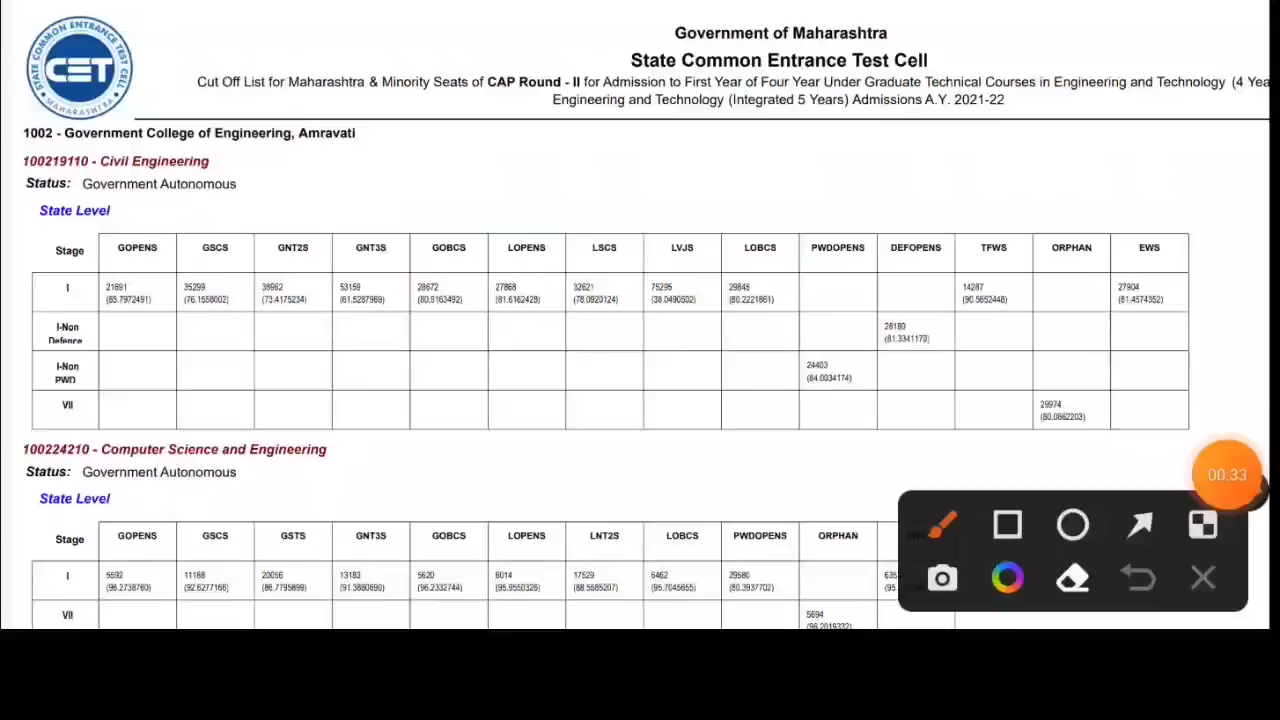 STATE COMMON ENTRANCE TEST CELL
CET
MAHARASHTRA
Government of Maharashtra
State Common Entrance Test Cell
Cut Off List for Maharashtra & Minority Seats of CAP Round - II for Admission to First Year of Four Year Under Graduate Technical Courses in Engineering and Technology (4 Yea
Engineering and Technology (Integrated 5 Years) Admissions A.Y. 2021-22
1002 - Government College of Engineering, Amravati
100219110 - Civil Engineering
Status: Government Autonomous
State Level
Stage GOPENS GSCS GNT2S GNT3S GOBCS LOPENS LSCS LVJS LOBCS PWDOPENS DEFOPENS TFWS ORPHAN EWS
I 21691 35299 38962 53159 28672 27868 32621 75295 29845 14287 27904
(85.7972491) (76.1558002) (73.4175234) (61.5287969) (80.9163492) (81.6162428) (78.0920124) (38.0490502) (80.2221861) (90.5652448) (81.4574352)
I-Non 28180
Defence (81.3341170)
I-Non 24403
PWD (84.0034174)
VII 29974
(80.0862203)
100224210 - Computer Science and Engineering
Status: Government Autonomous
State Level
Stage GOPENS GSCS GSTS GNT3S GOBCS LOPENS LNT2S LOBCS PWDOPENS ORPHAN
I 5592 11188 20056 13183 5620 6014 17529 6462 29580
(96.2738760) (92.6277166) (86.7795899) (91.3860690) (96.2332744) (95.9550326) (88.5585207) (95.7045655) (80.3937702)
VII 5694
(96.2019332)
00:33